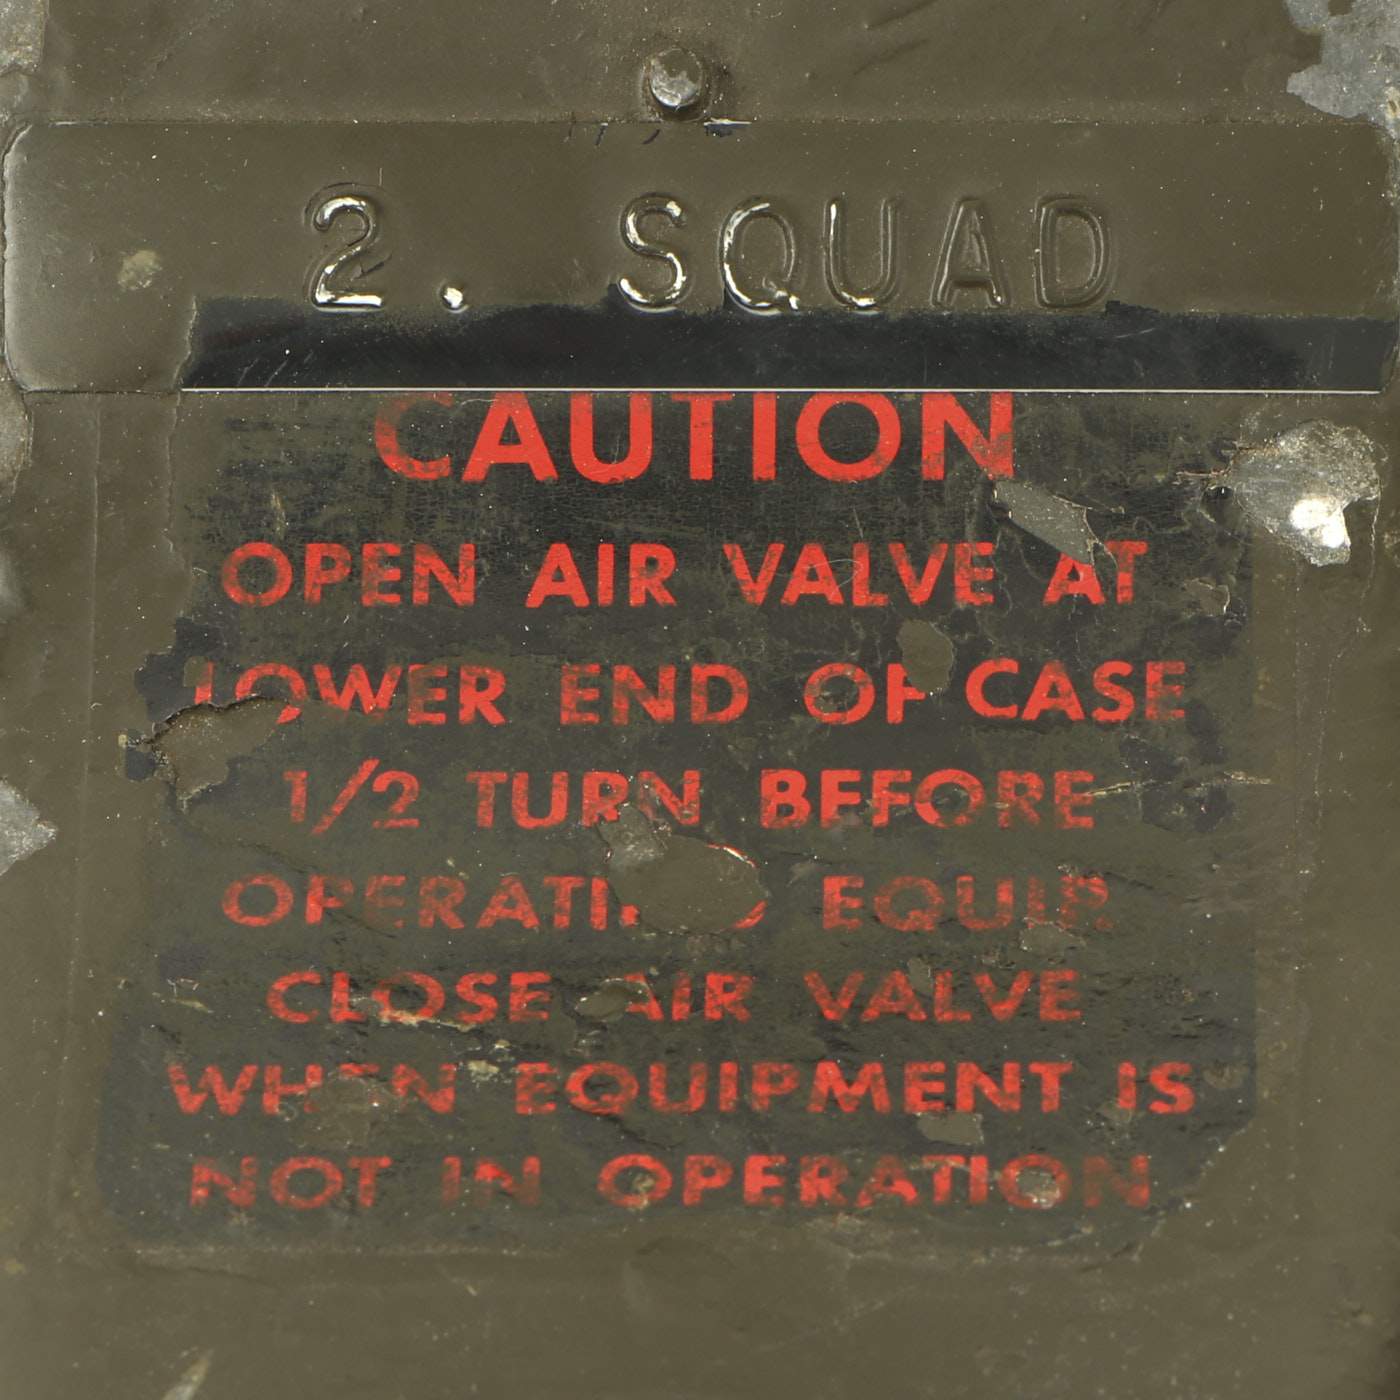 2. SQUAD
CAUTION
OPEN AIR VALVE AT
LOWER END OF CASE
1/2 TURN BEFORE
OPERATING EQUIP.
CLOSE AIR VALVE
WHEN EQUIPMENT IS
NOT IN OPERATION